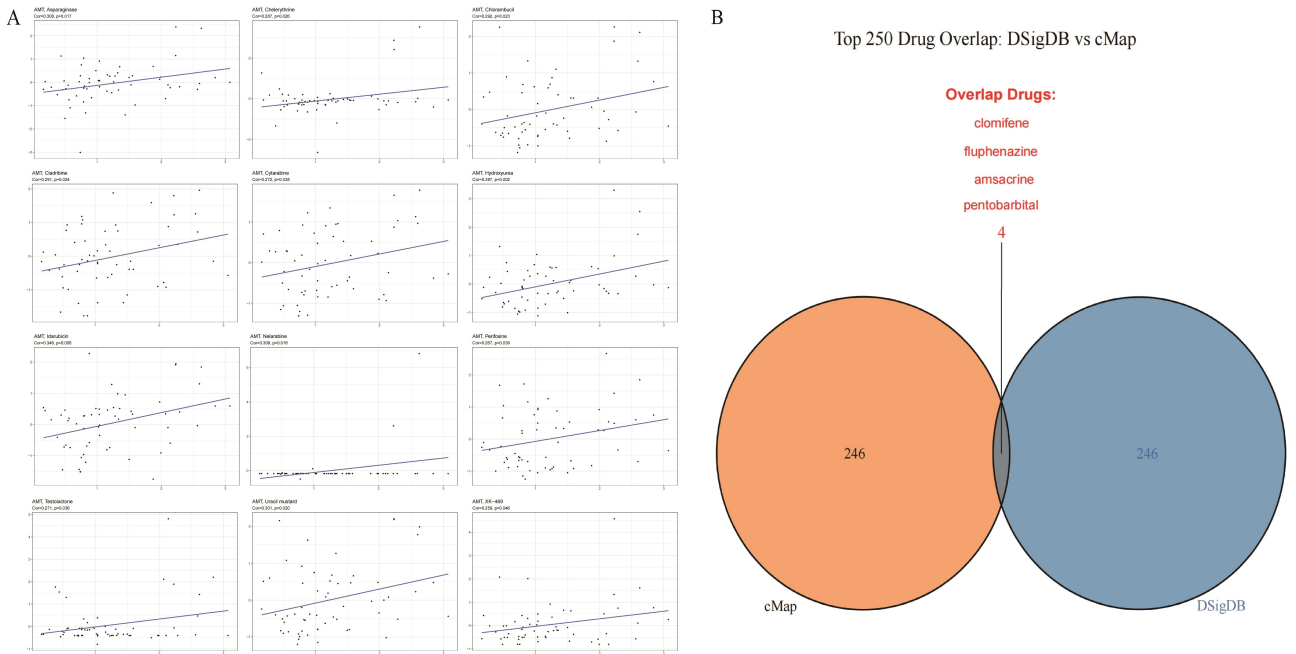 A
AMT, Asparaginase
Cor=0.308, p=0.017
AMT, Chelerythrine
Cor=0.287, p=0.026
AMT, Chlorambucil
Cor=0.292, p=0.023
AMT, Cladribine
Cor=0.291, p=0.024
AMT, Cytarabine
Cor=0.272, p=0.035
AMT, Hydroxyurea
Cor=0.387, p=0.002
AMT, Idarubicin
Cor=0.349, p=0.006
AMT, Nelarabine
Cor=0.309, p=0.016
AMT, Perifosine
Cor=0.267, p=0.039
AMT, Testolactone
Cor=0.271, p=0.036
AMT, Uracil mustard
Cor=0.301, p=0.020
AMT, XK-469
Cor=0.259, p=0.046
B
Top 250 Drug Overlap: DSigDB vs cMap
Overlap Drugs:
clomifene
fluphenazine
amsacrine
pentobarbital
4
246
246
cMap
DSigDB